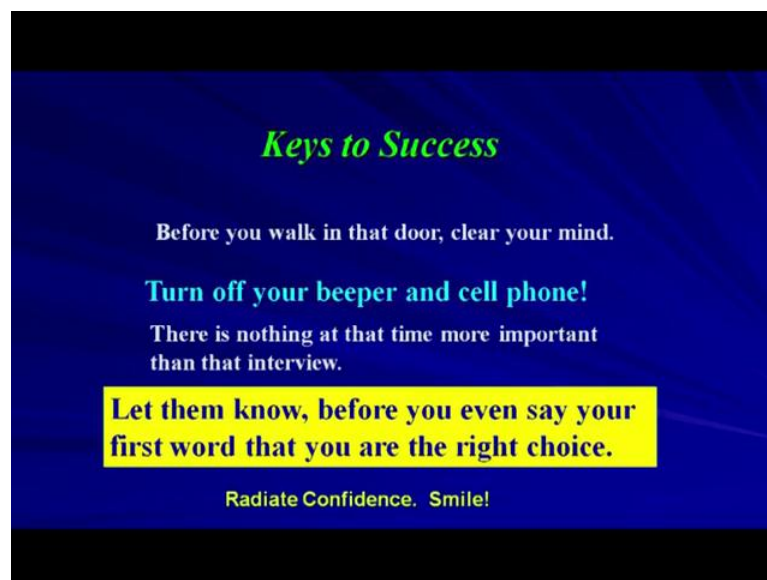 Keys to Success
Before you walk in that door, clear your mind.
Turn off your beeper and cell phone!
There is nothing at that time more important
than that interview.
Let them know, before you even say your
first word that you are the right choice.
Radiate Confidence. Smile!